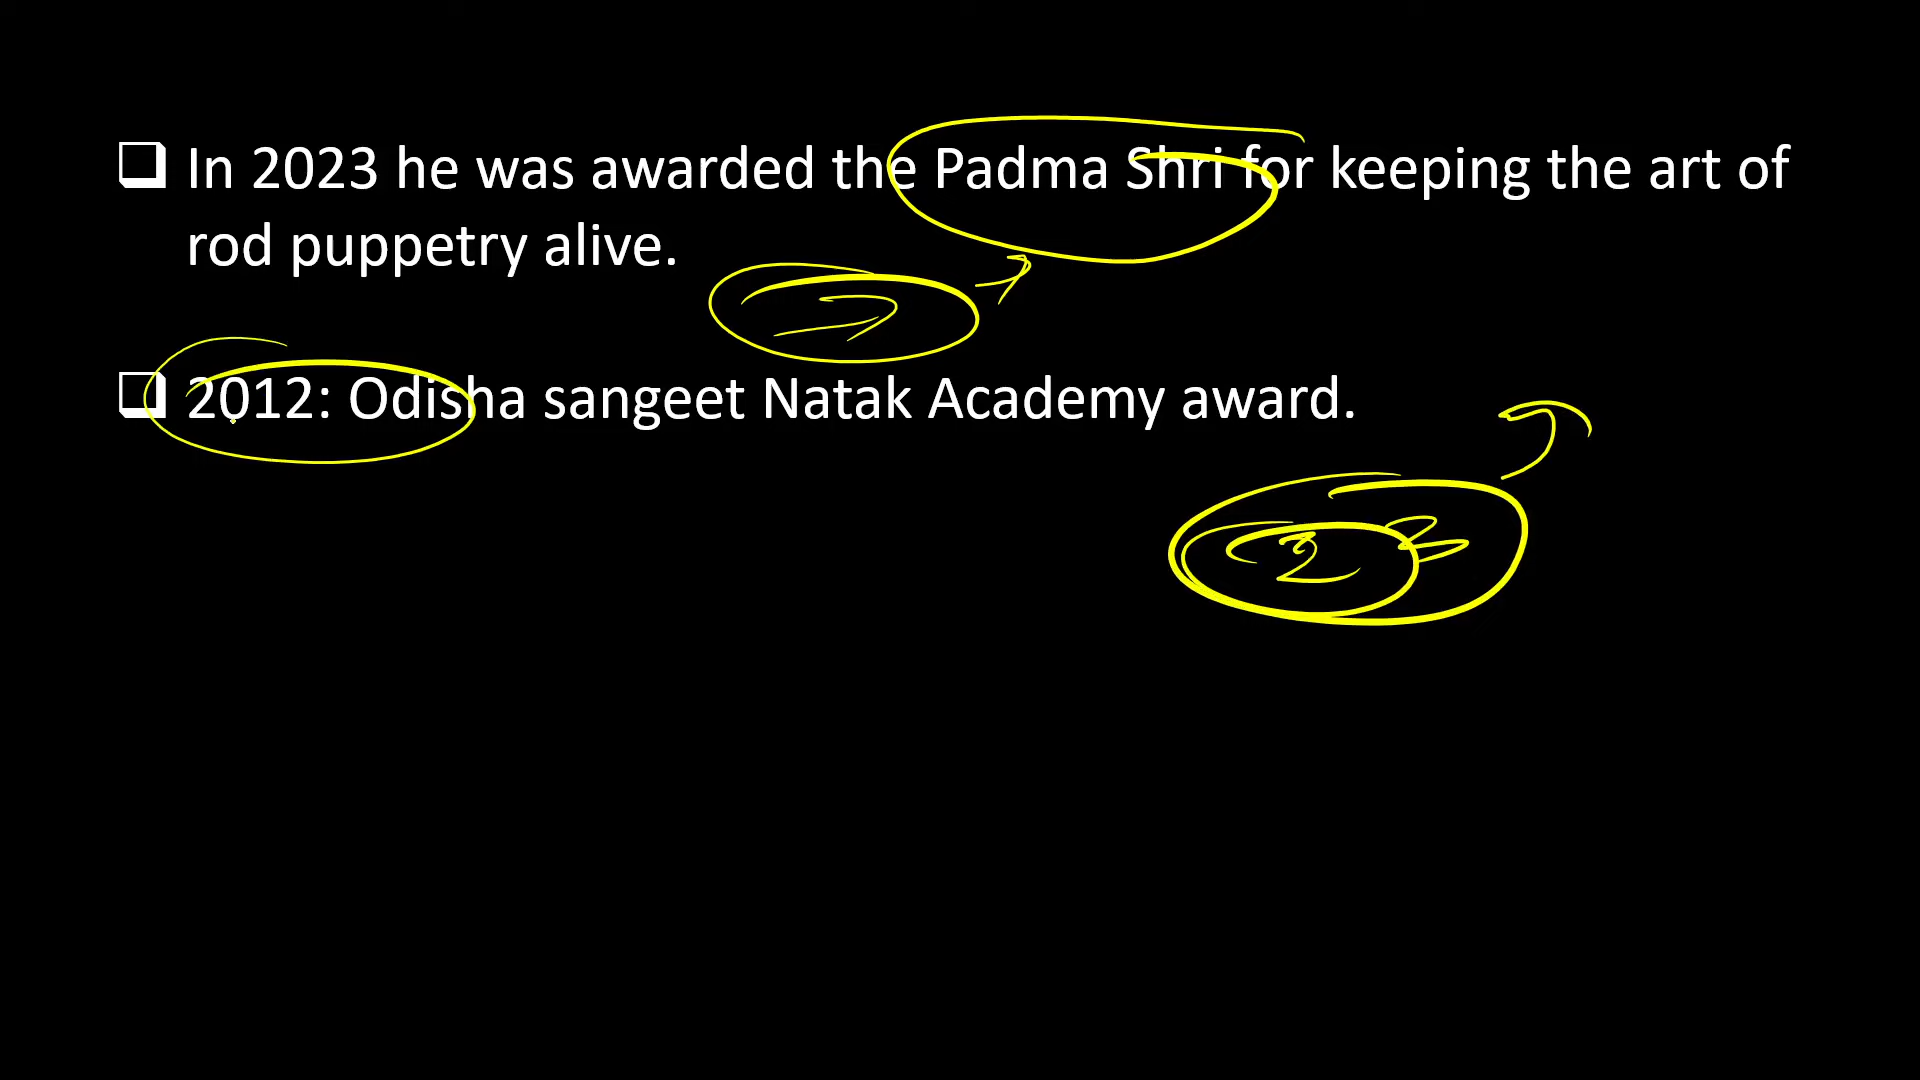 In 2023 he was awarded the Padma Shri for keeping the art of
rod puppetry alive.
2012: Odisha sangeet Natak Academy award.
2